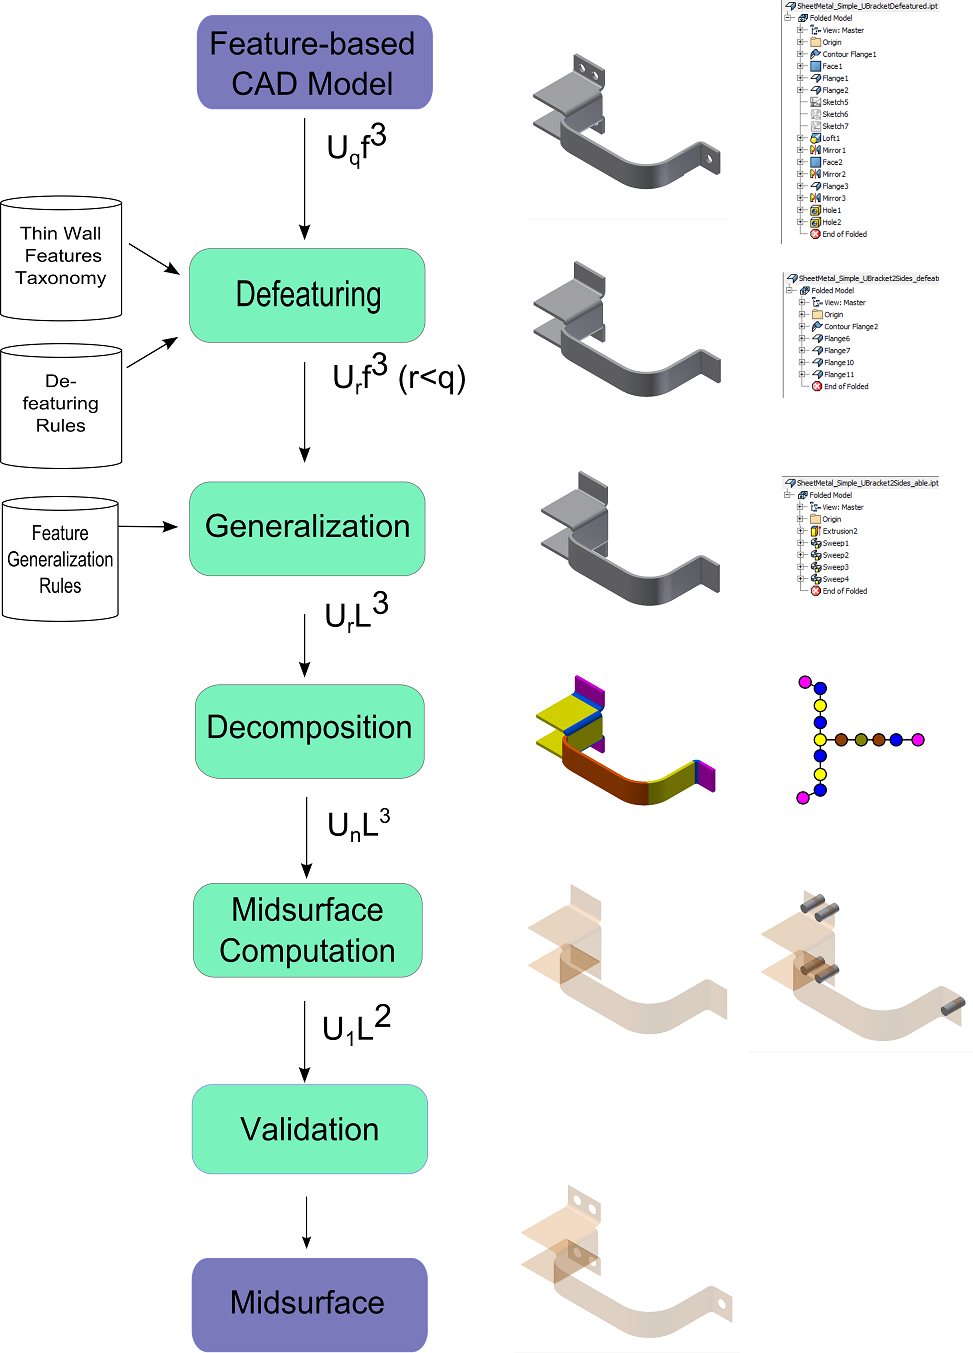 Feature-based
CAD Model
U_q f^3
Thin Wall
Features
Taxonomy
Defeaturing
De-
featuring
Rules
U_r f^3 (r<q)
Feature
Generalization
Rules
Generalization
U_r L^3
Decomposition
U_n L^3
Midsurface
Computation
U_1 L^2
Validation
Midsurface
SheetMetal_Simple_UBracketDefeatured.ipt
Folded Model
View: Master
Origin
Contour Flange1
Face1
Flange1
Flange2
Sketch5
Sketch6
Sketch7
Loft1
Mirror1
Face2
Mirror2
Flange3
Mirror3
Hole1
Hole2
End of Folded
SheetMetal_Simple_UBracket2Sides_defeat
Folded Model
View: Master
Origin
Contour Flange2
Flange6
Flange7
Flange10
Flange11
End of Folded
SheetMetal_Simple_UBracket2Sides_able.ipt
Folded Model
View: Master
Origin
Extrusion2
Sweep1
Sweep2
Sweep3
Sweep4
End of Folded